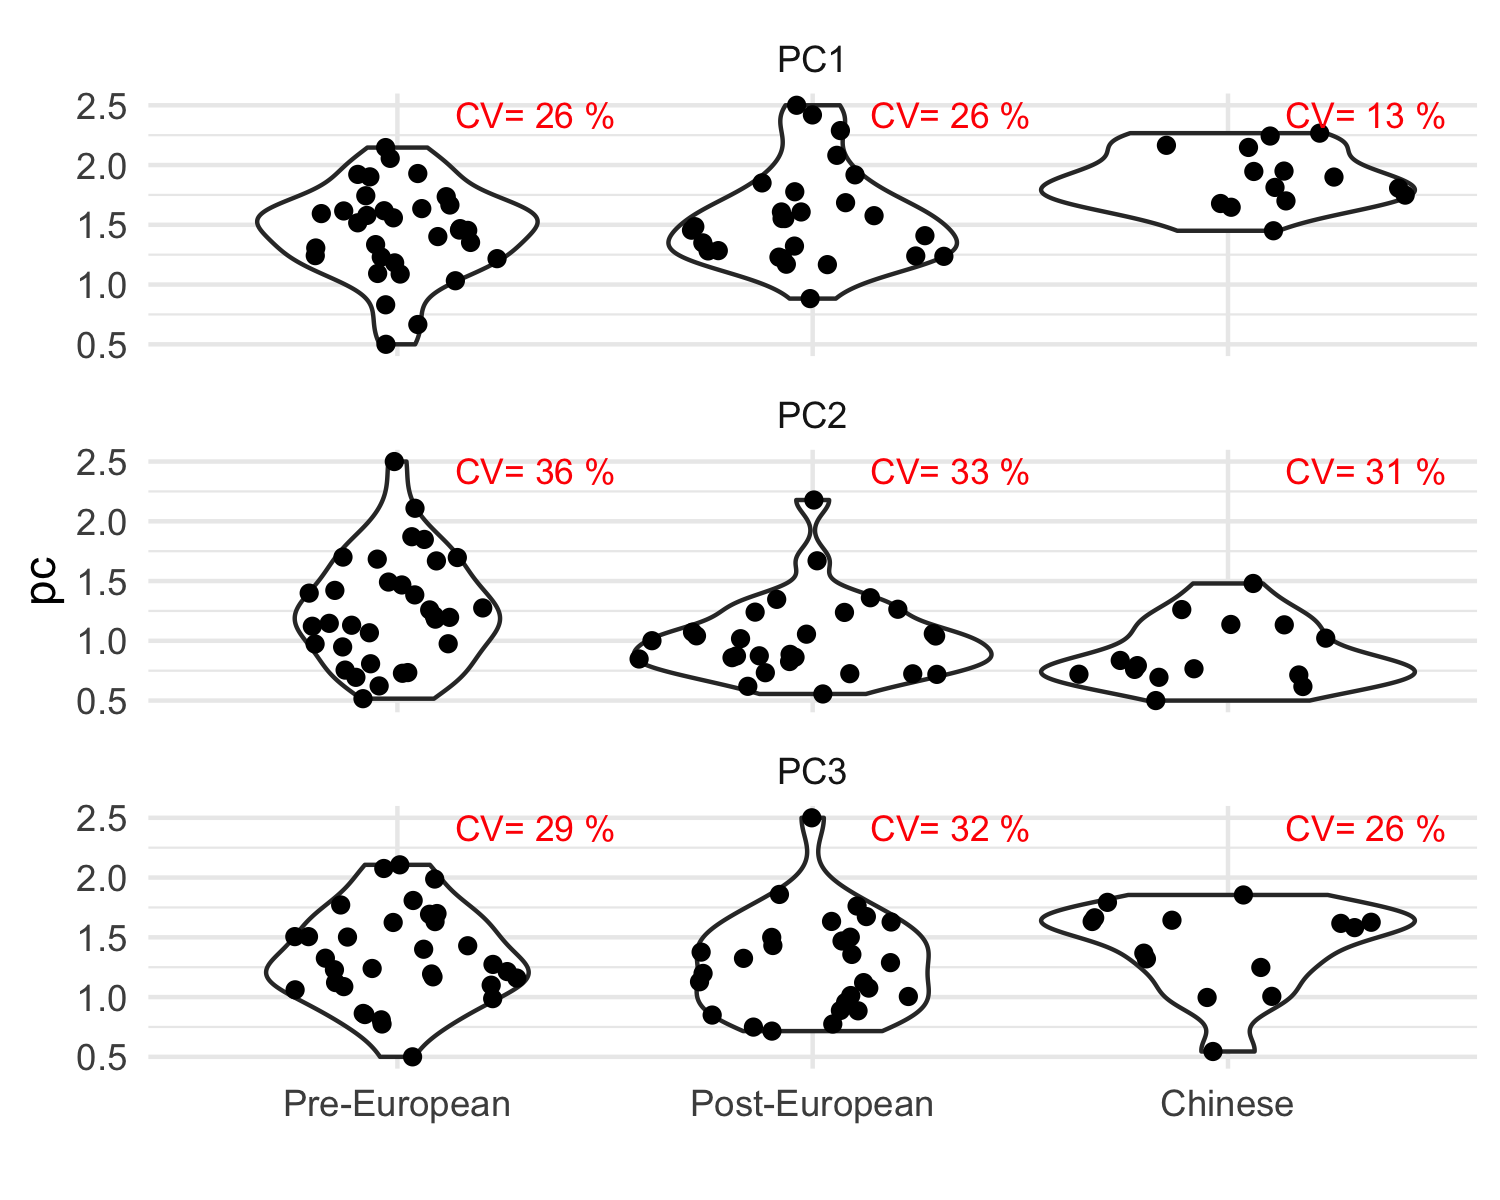 PC1
2.5
2.0
1.5
1.0
0.5
CV= 26 %
CV= 26 %
CV= 13 %
PC2
2.5
2.0
1.5
1.0
0.5
CV= 36 %
CV= 33 %
CV= 31 %
pc
PC3
2.5
2.0
1.5
1.0
0.5
CV= 29 %
CV= 32 %
CV= 26 %
Pre-European
Post-European
Chinese